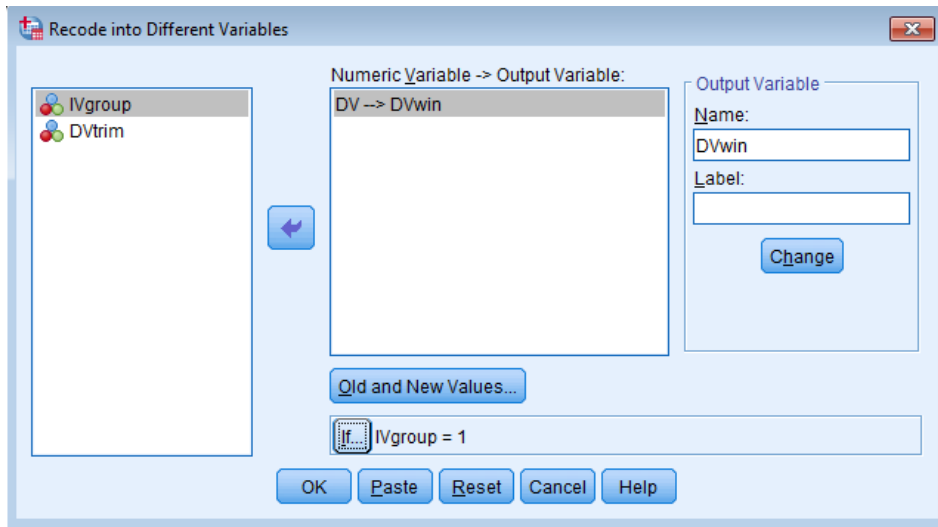 Recode into Different Variables
IVgroup
DVtrim
Numeric Variable -> Output Variable:
DV --> DVwin
Output Variable
Name:
DVwin
Label:
Change
Old and New Values...
If... IVgroup = 1
OK Paste Reset Cancel Help